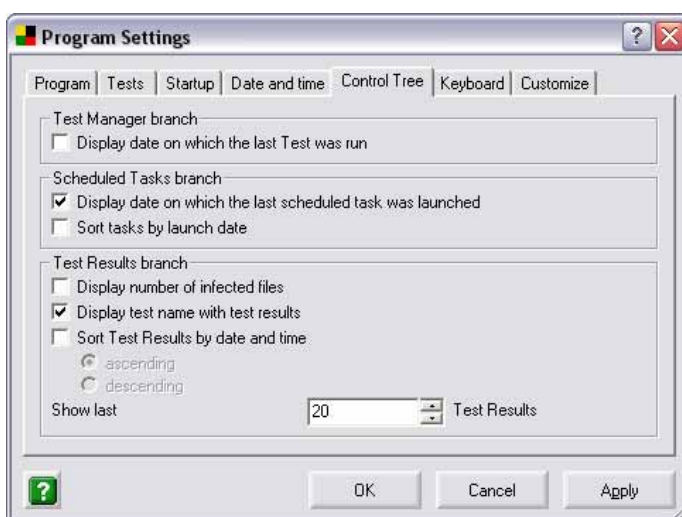 Program Settings
?
Program Tests Startup Date and time Control Tree Keyboard Customize
Test Manager branch
Display date on which the last Test was run
Scheduled Tasks branch
Display date on which the last scheduled task was launched
Sort tasks by launch date
Test Results branch
Display number of infected files
Display test name with test results
Sort Test Results by date and time
ascending
descending
Show last 20 Test Results
? OK Cancel Apply